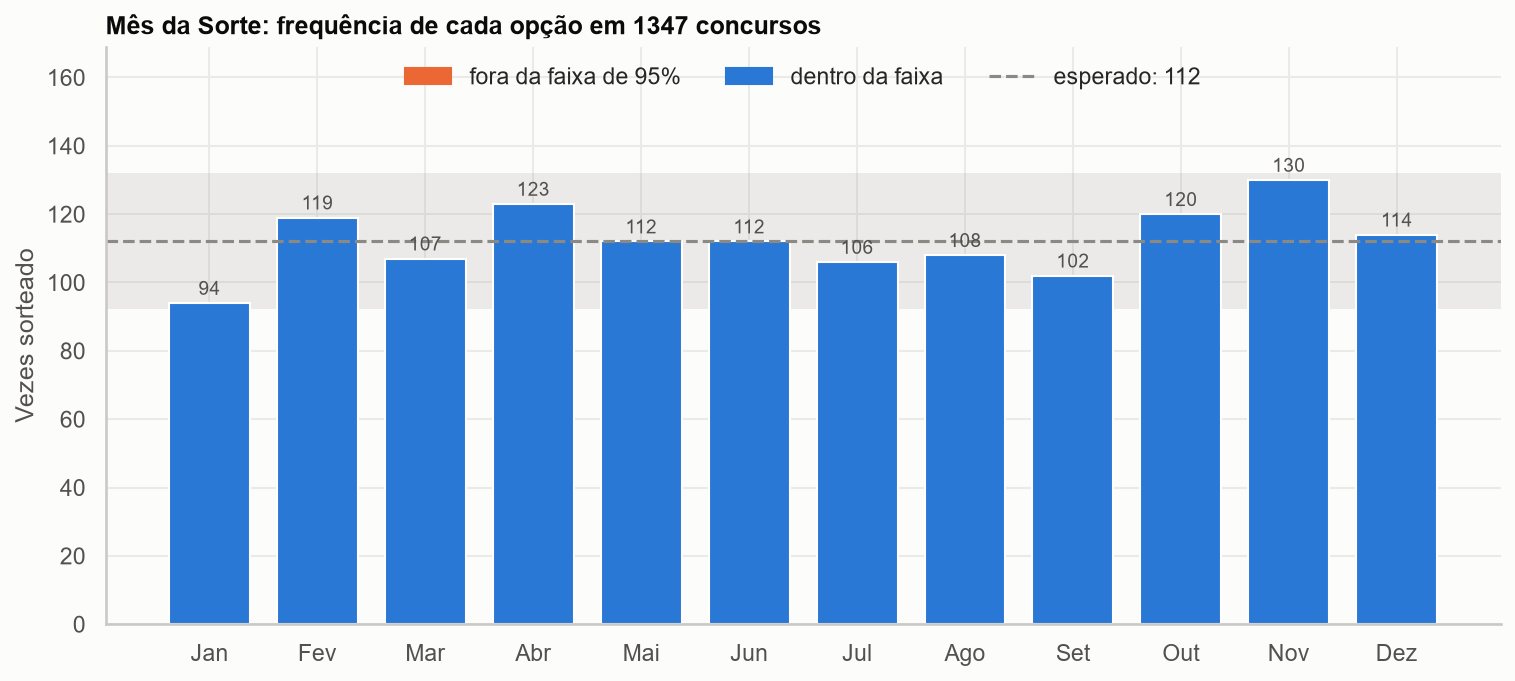 Mês da Sorte: frequência de cada opção em 1347 concursos
fora da faixa de 95% dentro da faixa esperado: 112
Vezes sorteado
160
140
120
100
80
60
40
20
0
94 119 107 123 112 112 106 108 102 120 130 114
Jan Fev Mar Abr Mai Jun Jul Ago Set Out Nov Dez